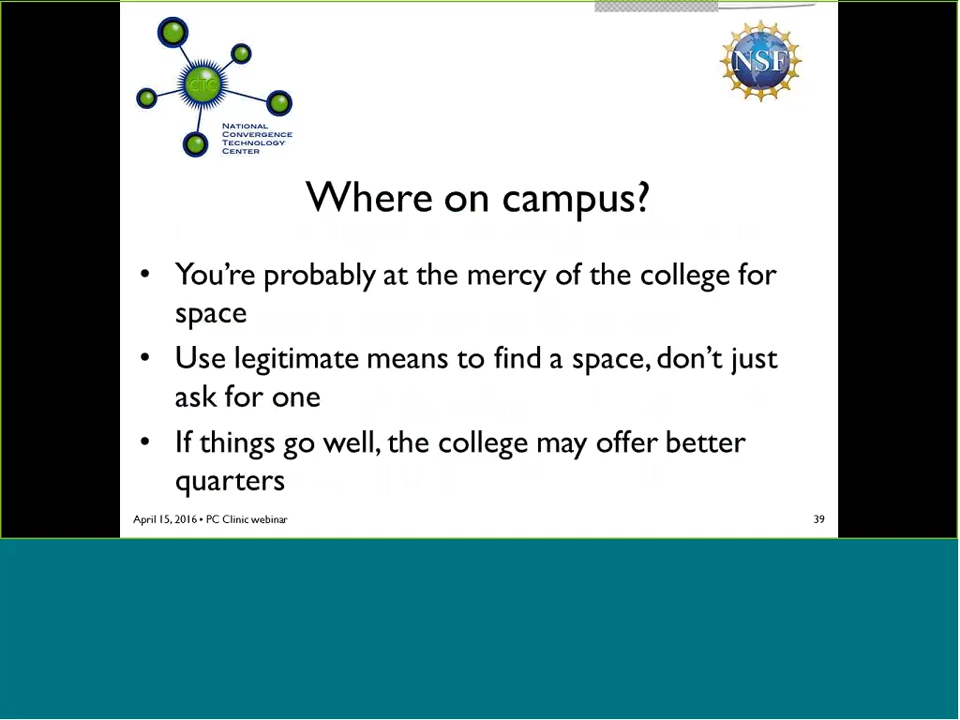 CTC
NSF
National
Convergence
Technology
Center
Where on campus?
• You're probably at the mercy of the college for
space
• Use legitimate means to find a space, don't just
ask for one
• If things go well, the college may offer better
quarters
April 15, 2016 • PC Clinic webinar
39